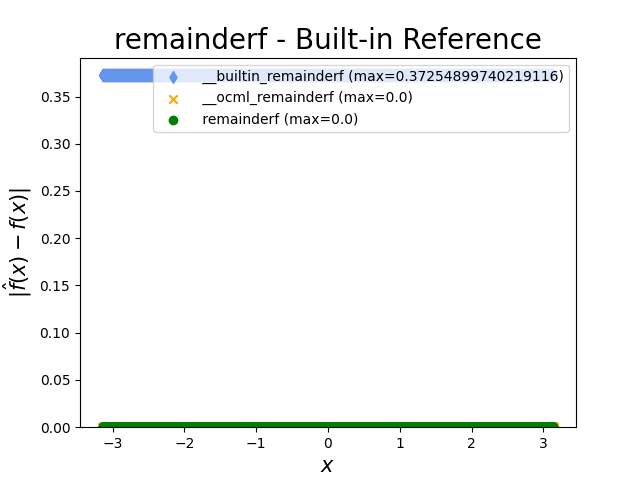 remainderf - Built-in Reference
__builtin_remainderf (max=0.37254899740219116)
__ocml_remainderf (max=0.0)
remainderf (max=0.0)
|f̂(x) − f(x)|
0.35
0.30
0.25
0.20
0.15
0.10
0.05
0.00
−3 −2 −1 0 1 2 3
x